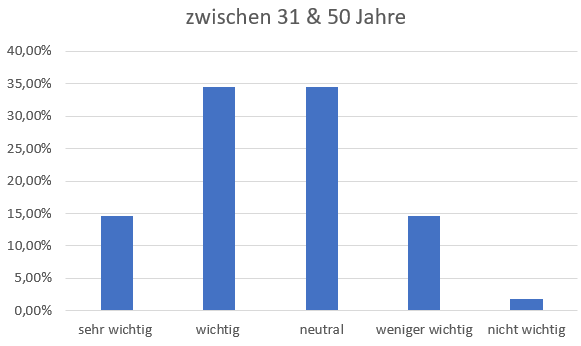 zwischen 31 & 50 Jahre
40,00%
35,00%
30,00%
25,00%
20,00%
15,00%
10,00%
5,00%
0,00%
sehr wichtig
wichtig
neutral
weniger wichtig
nicht wichtig